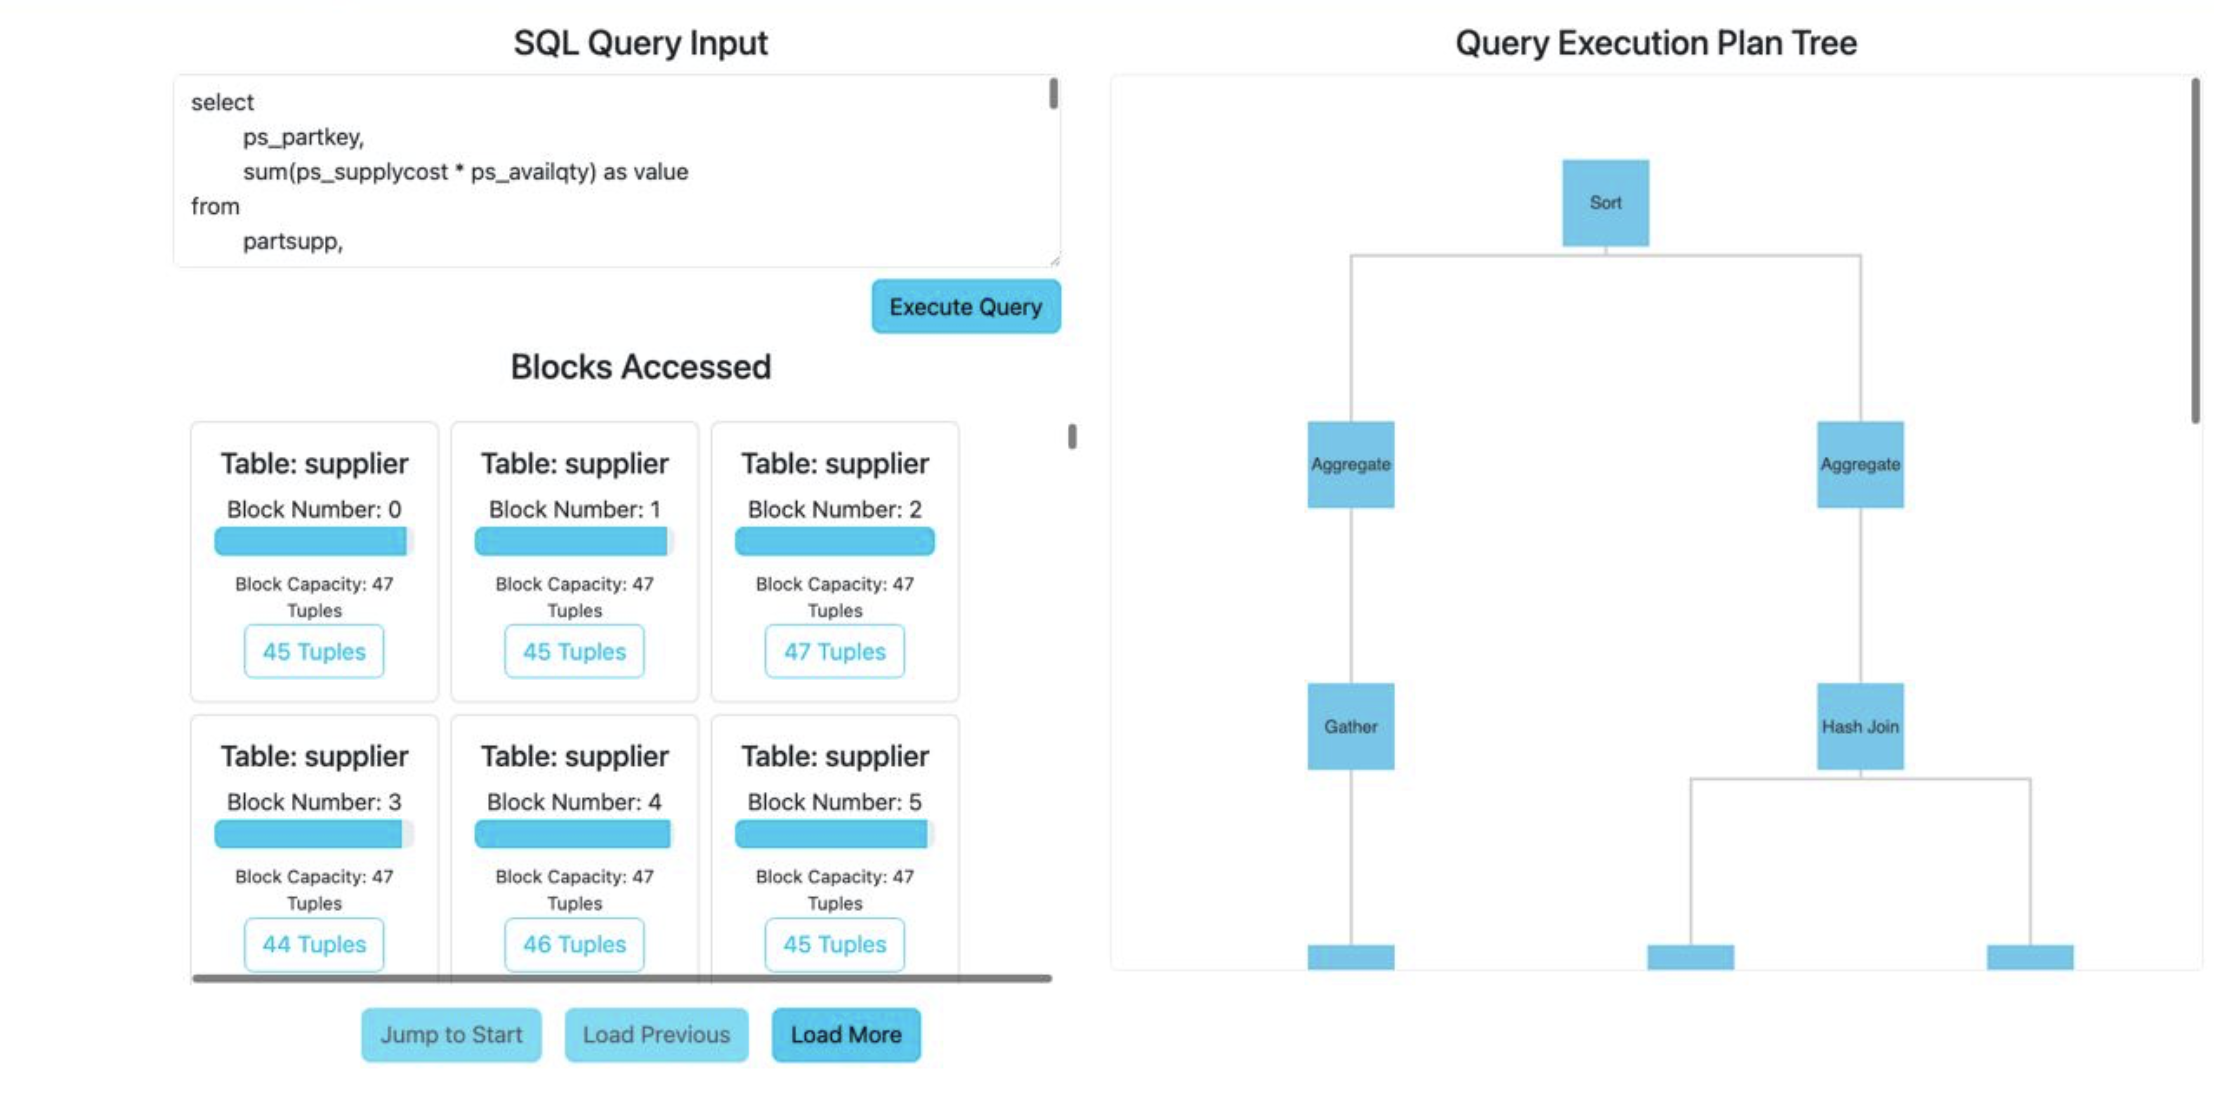 SQL Query Input
select
ps_partkey,
sum(ps_supplycost * ps_availqty) as value
from
partsupp,
Execute Query
Blocks Accessed
Table: supplier
Block Number: 0
Block Capacity: 47
Tuples
45 Tuples
Table: supplier
Block Number: 1
Block Capacity: 47
Tuples
45 Tuples
Table: supplier
Block Number: 2
Block Capacity: 47
Tuples
47 Tuples
Table: supplier
Block Number: 3
Block Capacity: 47
Tuples
44 Tuples
Table: supplier
Block Number: 4
Block Capacity: 47
Tuples
46 Tuples
Table: supplier
Block Number: 5
Block Capacity: 47
Tuples
45 Tuples
Jump to Start
Load Previous
Load More
Query Execution Plan Tree
Sort
Aggregate
Aggregate
Gather
Hash Join